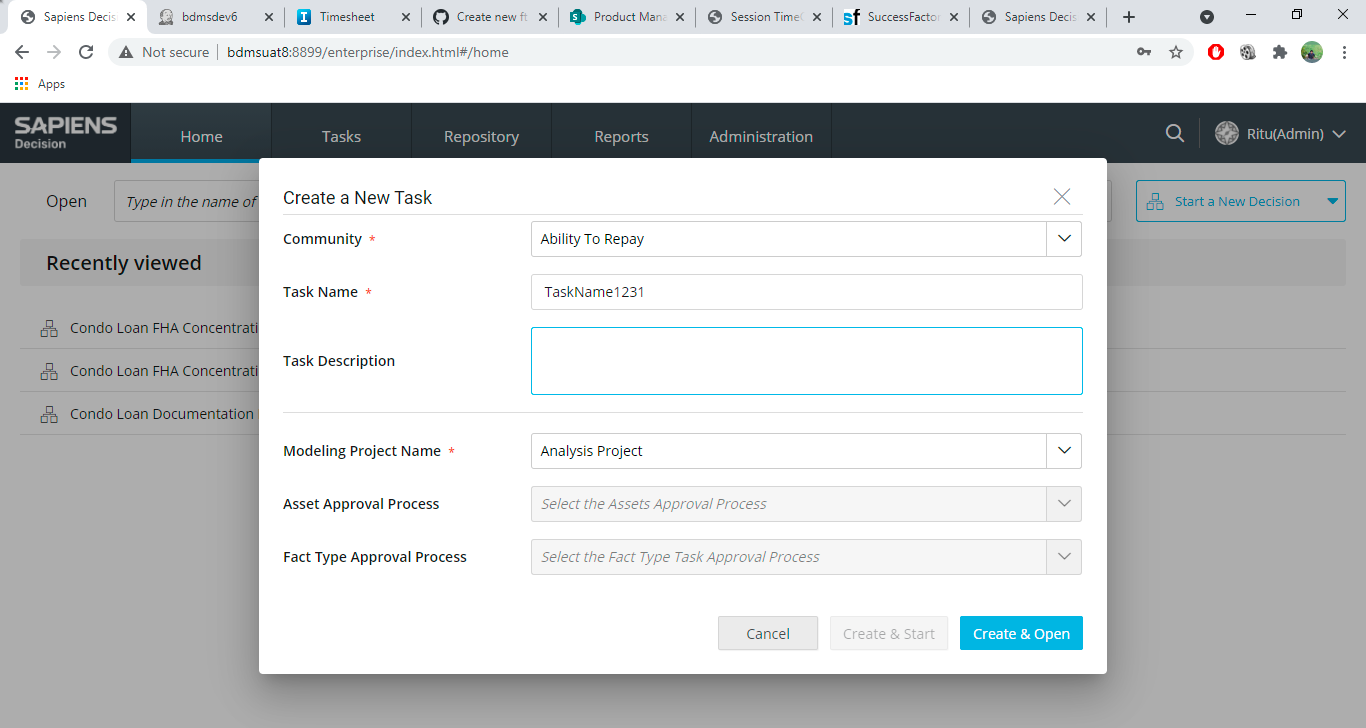 Sapiens Decis
bdmsdev6
Timesheet
Create new ft
Product Mana
Session Time
SuccessFactor
Sapiens Decis
Not secure
bdmsuat8:8899/enterprise/index.html#/home
Apps
SAPIENS
Decision
Home
Tasks
Repository
Reports
Administration
Ritu(Admin)
Open
Type in the name of
Start a New Decision
Recently viewed
Condo Loan FHA Concentrati
Condo Loan FHA Concentrati
Condo Loan Documentation
Create a New Task
Community *
Ability To Repay
Task Name *
TaskName1231
Task Description
Modeling Project Name *
Analysis Project
Asset Approval Process
Select the Assets Approval Process
Fact Type Approval Process
Select the Fact Type Task Approval Process
Cancel
Create & Start
Create & Open